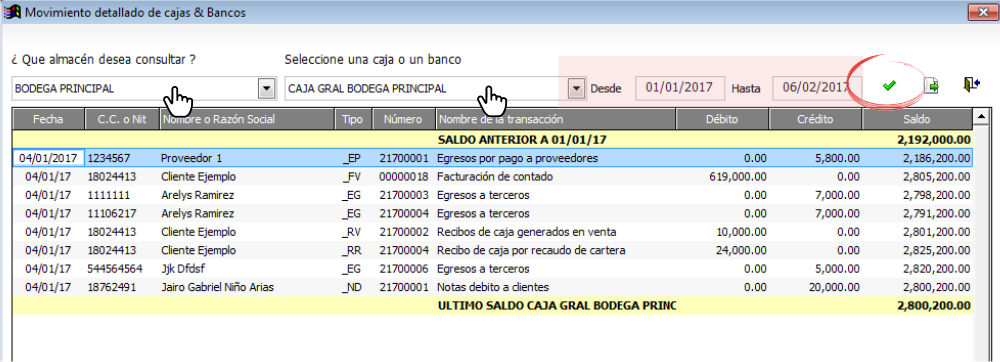 Movimiento detallado de cajas & Bancos
¿ Que almacén desea consultar ? Seleccione una caja o un banco
BODEGA PRINCIPAL CAJA GRAL BODEGA PRINCIPAL Desde 01/01/2017 Hasta 06/02/2017
Fecha C.C. o Nit Nombre o Razón Social Tipo Número Nombre de la transacción Débito Crédito Saldo
SALDO ANTERIOR A 01/01/17 2,192,000.00
04/01/2017 1234567 Proveedor 1 _EP 21700001 Egresos por pago a proveedores 0.00 5,800.00 2,186,200.00
04/01/17 18024413 Cliente Ejemplo _FV 00000018 Facturación de contado 619,000.00 0.00 2,805,200.00
04/01/17 1111111 Arelys Ramirez _EG 21700003 Egresos a terceros 0.00 7,000.00 2,798,200.00
04/01/17 11106217 Arelys Ramirez _EG 21700004 Egresos a terceros 0.00 7,000.00 2,791,200.00
04/01/17 18024413 Cliente Ejemplo _RV 21700002 Recibos de caja generados en venta 10,000.00 0.00 2,801,200.00
04/01/17 18024413 Cliente Ejemplo _RR 21700004 Recibo de caja por recaudo de cartera 24,000.00 0.00 2,825,200.00
04/01/17 544564564 Jjk Dfdsf _EG 21700006 Egresos a terceros 0.00 5,000.00 2,820,200.00
04/01/17 18762491 Jairo Gabriel Niño Arias _ND 21700001 Notas debito a clientes 0.00 20,000.00 2,800,200.00
ULTIMO SALDO CAJA GRAL BODEGA PRINC 2,800,200.00